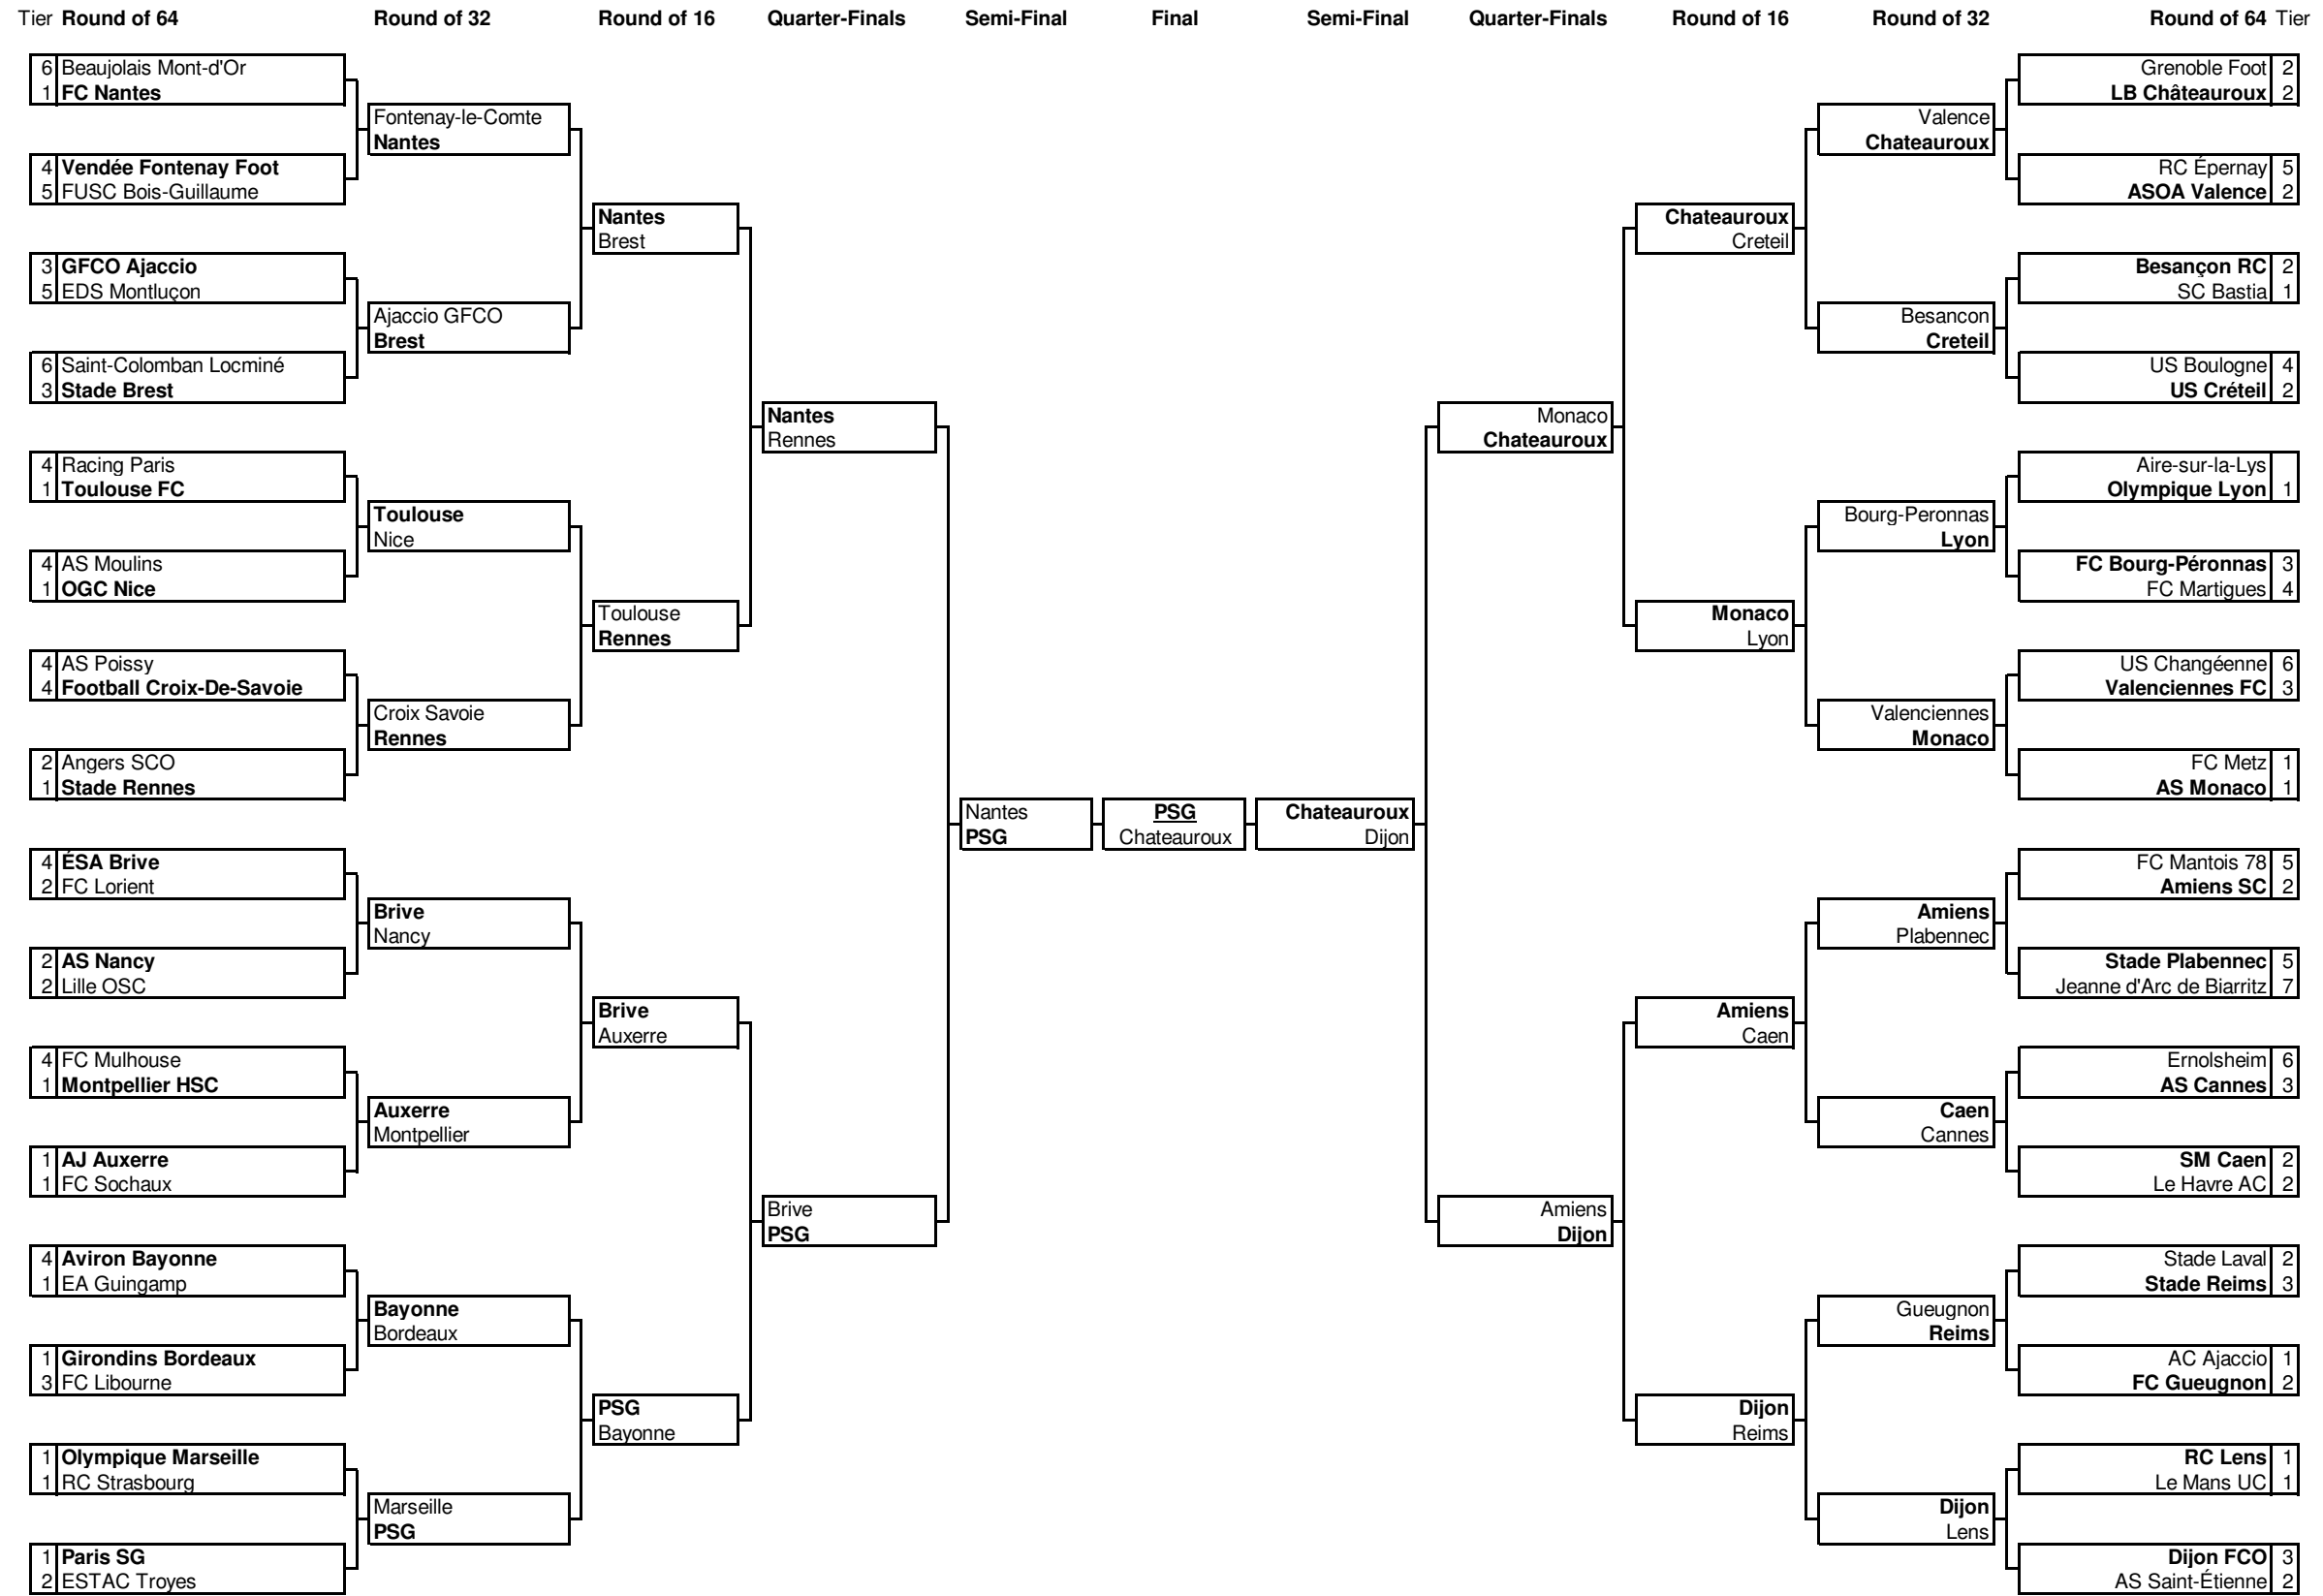 Tier Round of 64 Round of 32 Round of 16 Quarter-Finals Semi-Final Final Semi-Final Quarter-Finals Round of 16 Round of 32 Round of 64 Tier
6 Beaujolais Mont-d'Or
1 FC Nantes
4 Vendée Fontenay Foot
5 FUSC Bois-Guillaume
3 GFCO Ajaccio
5 EDS Montluçon
6 Saint-Colomban Locminé
3 Stade Brest
4 Racing Paris
1 Toulouse FC
4 AS Moulins
1 OGC Nice
4 AS Poissy
4 Football Croix-De-Savoie
2 Angers SCO
1 Stade Rennes
4 ÉSA Brive
2 FC Lorient
2 AS Nancy
2 Lille OSC
4 FC Mulhouse
1 Montpellier HSC
1 AJ Auxerre
1 FC Sochaux
4 Aviron Bayonne
1 EA Guingamp
1 Girondins Bordeaux
3 FC Libourne
1 Olympique Marseille
1 RC Strasbourg
1 Paris SG
2 ESTAC Troyes
Fontenay-le-Comte
Nantes
Ajaccio GFCO
Brest
Toulouse
Nice
Croix Savoie
Rennes
Brive
Nancy
Auxerre
Montpellier
Bayonne
Bordeaux
Marseille
PSG
Nantes
Brest
Toulouse
Rennes
Brive
Auxerre
PSG
Bayonne
Nantes
Rennes
Brive
PSG
Nantes
PSG
PSG
Chateauroux
Chateauroux
Dijon
Monaco
Chateauroux
Amiens
Dijon
Chateauroux
Creteil
Monaco
Lyon
Amiens
Caen
Dijon
Reims
Valence
Chateauroux
Besancon
Creteil
Bourg-Peronnas
Lyon
Valenciennes
Monaco
Amiens
Plabennec
Caen
Cannes
Gueugnon
Reims
Dijon
Lens
Grenoble Foot 2
LB Châteauroux 2
RC Épernay 5
ASOA Valence 2
Besançon RC 2
SC Bastia 1
US Boulogne 4
US Créteil 2
Aire-sur-la-Lys
Olympique Lyon 1
FC Bourg-Péronnas 3
FC Martigues 4
US Changéenne 6
Valenciennes FC 3
FC Metz 1
AS Monaco 1
FC Mantois 78 5
Amiens SC 2
Stade Plabennec 5
Jeanne d'Arc de Biarritz 7
Ernolsheim 6
AS Cannes 3
SM Caen 2
Le Havre AC 2
Stade Laval 2
Stade Reims 3
AC Ajaccio 1
FC Gueugnon 2
RC Lens 1
Le Mans UC 1
Dijon FCO 3
AS Saint-Étienne 2